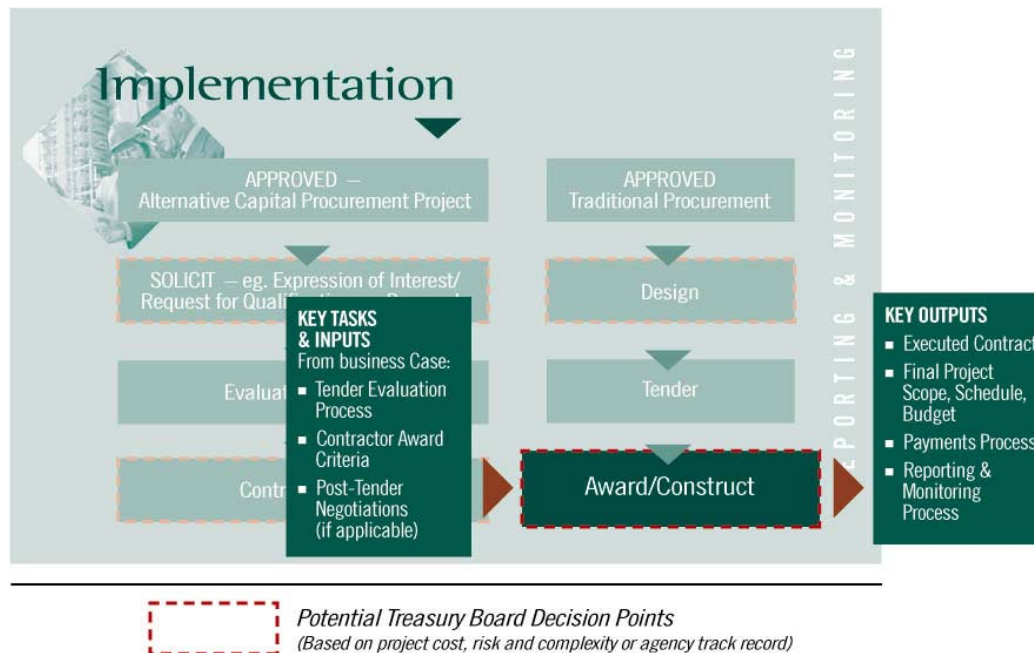 Implementation
APPROVED —
Alternative Capital Procurement Project
SOLICIT — eg. Expression of Interest/
Request for
Contr
KEY TASKS
& INPUTS
From business Case:
■ Tender Evaluation
Process
■ Contractor Award
Criteria
■ Post-Tender
Negotiations
(if applicable)
APPROVED
Traditional Procurement
Design
Tender
Award/Construct
EPORTING & MONITORING
KEY OUTPUTS
■ Executed Contract
■ Final Project
Scope, Schedule,
Budget
■ Payments Process
■ Reporting &
Monitoring
Process
Potential Treasury Board Decision Points
(Based on project cost, risk and complexity or agency track record)